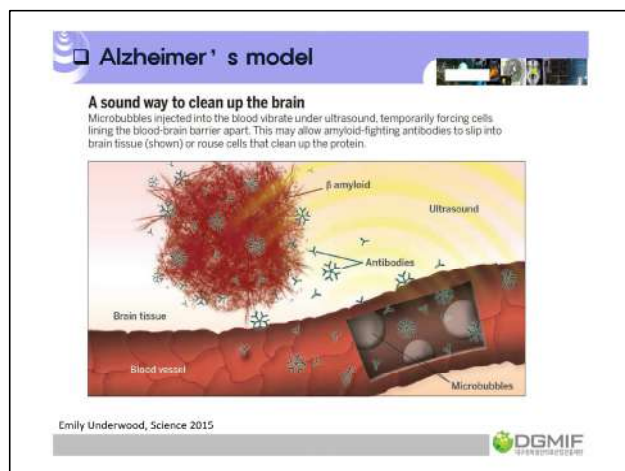 Alzheimer’ s model
A sound way to clean up the brain
Microbubbles injected into the blood vibrate under ultrasound, temporarily forcing cells
lining the blood-brain barrier apart. This may allow amyloid-fighting antibodies to slip into
brain tissue (shown) or rouse cells that clean up the protein.
β amyloid
Ultrasound
Antibodies
Brain tissue
Blood vessel
Microbubbles
Emily Underwood, Science 2015
DGMIF